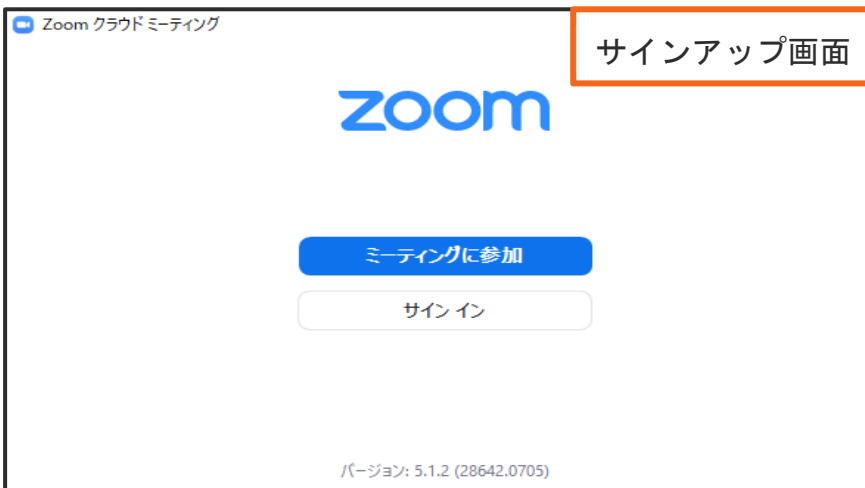 Zoom クラウド ミーティング
サインアップ画面
zoom
ミーティングに参加
サイン イン
バージョン: 5.1.2 (28642.0705)